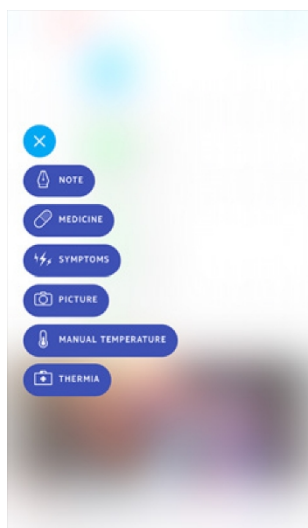 NOTE
MEDICINE
SYMPTOMS
PICTURE
MANUAL TEMPERATURE
THERMIA